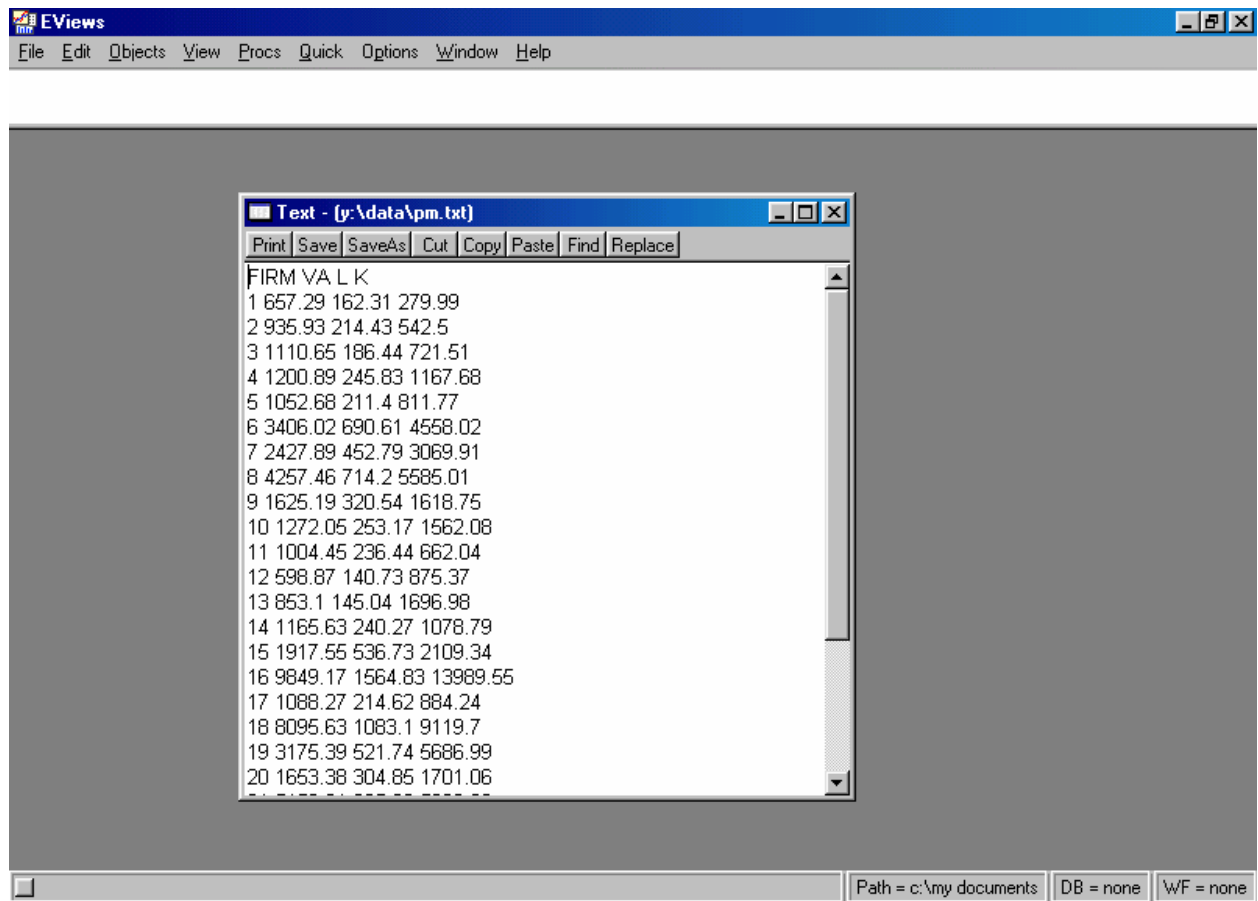 EViews
File Edit Objects View Procs Quick Options Window Help
Text - (y:\data\pm.txt)
Print Save SaveAs Cut Copy Paste Find Replace
FIRM VA L K
1 657.29 162.31 279.99
2 935.93 214.43 542.5
3 1110.65 186.44 721.51
4 1200.89 245.83 1167.68
5 1052.68 211.4 811.77
6 3406.02 690.61 4558.02
7 2427.89 452.79 3069.91
8 4257.46 714.2 5585.01
9 1625.19 320.54 1618.75
10 1272.05 253.17 1562.08
11 1004.45 236.44 662.04
12 598.87 140.73 875.37
13 853.1 145.04 1696.98
14 1165.63 240.27 1078.79
15 1917.55 536.73 2109.34
16 9849.17 1564.83 13989.55
17 1088.27 214.62 884.24
18 8095.63 1083.1 9119.7
19 3175.39 521.74 5686.99
20 1653.38 304.85 1701.06
Path = c:\my documents DB = none WF = none